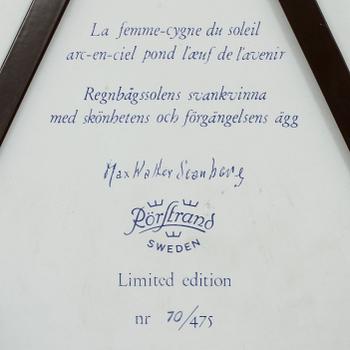 La femme-cygne du soleil
arc-en-ciel pond l'œuf de l'avenir
Regnbågssolens svankvinna
med skönhetens och förgängelsens ägg
Max Walter Svanberg
RörStrand
SWEDEN
Limited edition
nr 70/475